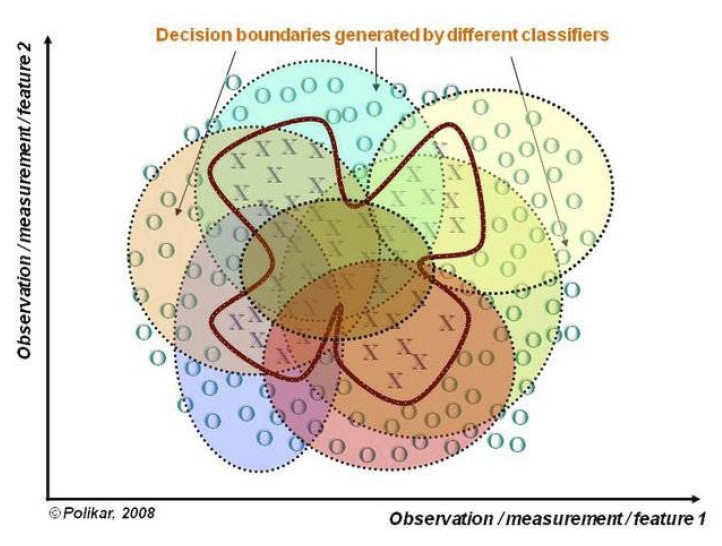 Decision boundaries generated by different classifiers
Observation/measurement/feature 2
©Polikar, 2008
Observation/measurement/feature 1